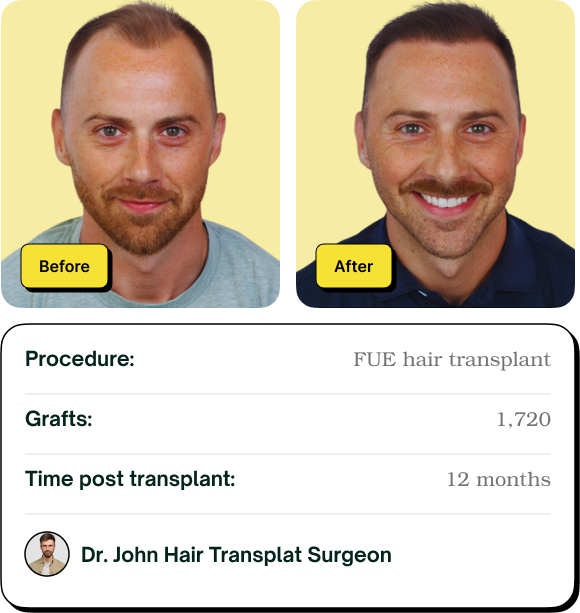 Before
After
Procedure: FUE hair transplant
Grafts: 1,720
Time post transplant: 12 months
Dr. John Hair Transplat Surgeon